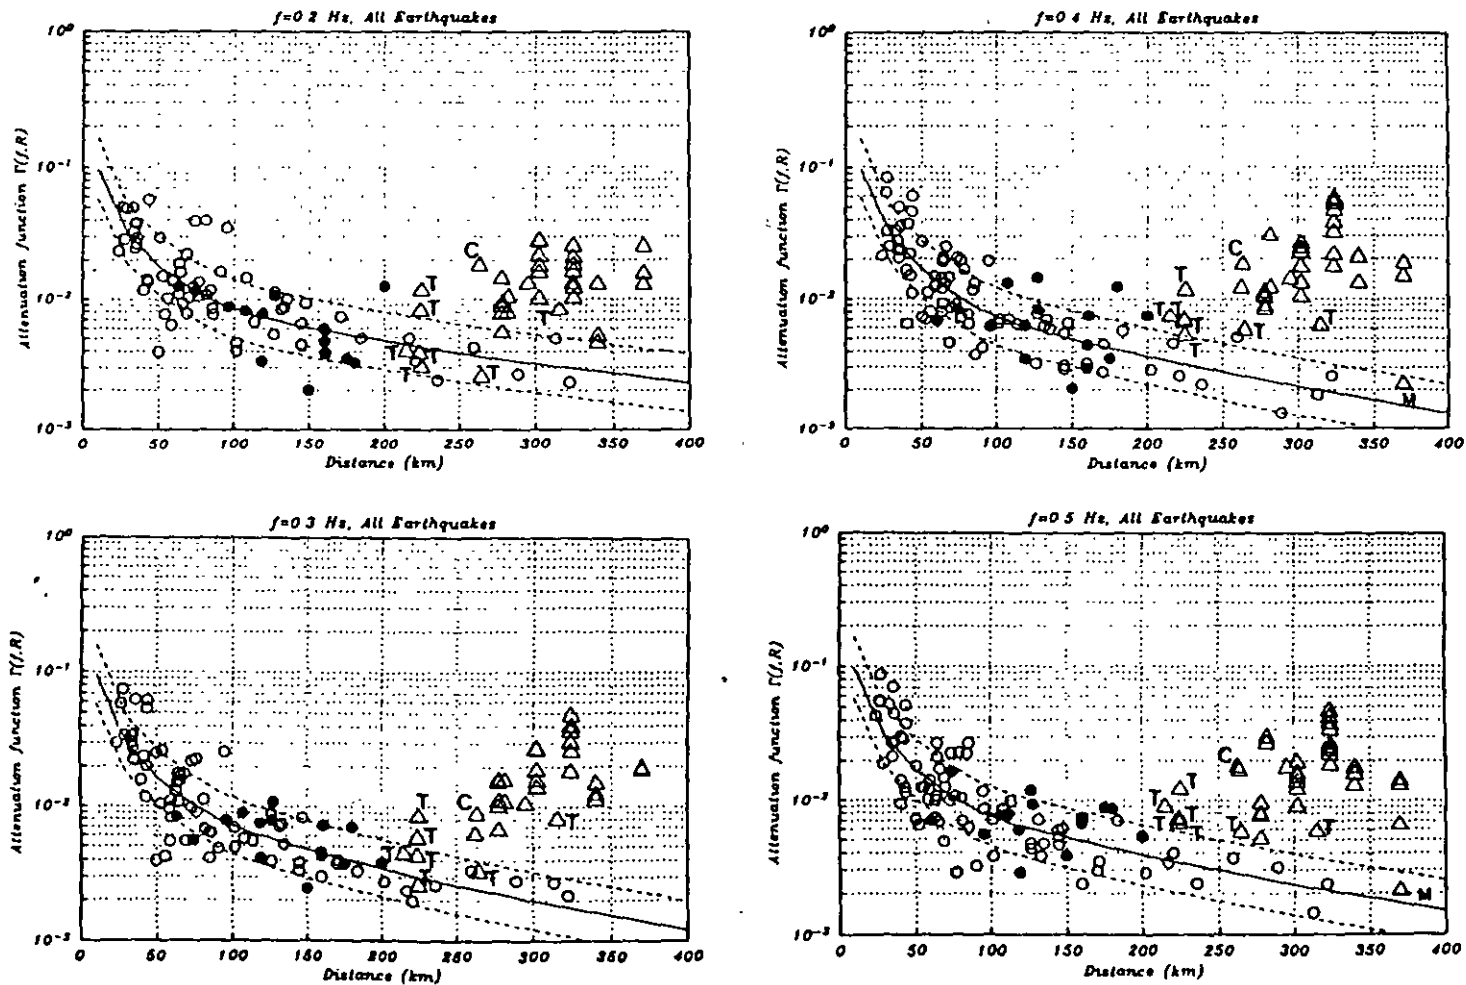 f=0 2 Hz, All Earthquakes
10⁰
10⁻¹
10⁻²
10⁻³
Attenuation function Γ(f,R)
C
T
T
T
T
T
T
T
0 50 100 150 200 250 300 350 400
Distance (km)
f=0 4 Hz, All Earthquakes
10⁰
10⁻¹
10⁻²
10⁻³
Attenuation function Γ(f,R)
C
T
T T
T
T
T
M
0 50 100 150 200 250 300 350 400
Distance (km)
f=0 3 Hz, All Earthquakes
10⁰
10⁻¹
10⁻²
10⁻³
Attenuation function Γ(f,R)
T
C
T
T
T
T
T
T
0 50 100 150 200 250 300 350 400
Distance (km)
f=0 5 Hz, All Earthquakes
10⁰
10⁻¹
10⁻²
10⁻³
Attenuation function Γ(f,R)
C
T
T
T
T
T
T
T
M
0 50 100 150 200 250 300 350 400
Distance (km)